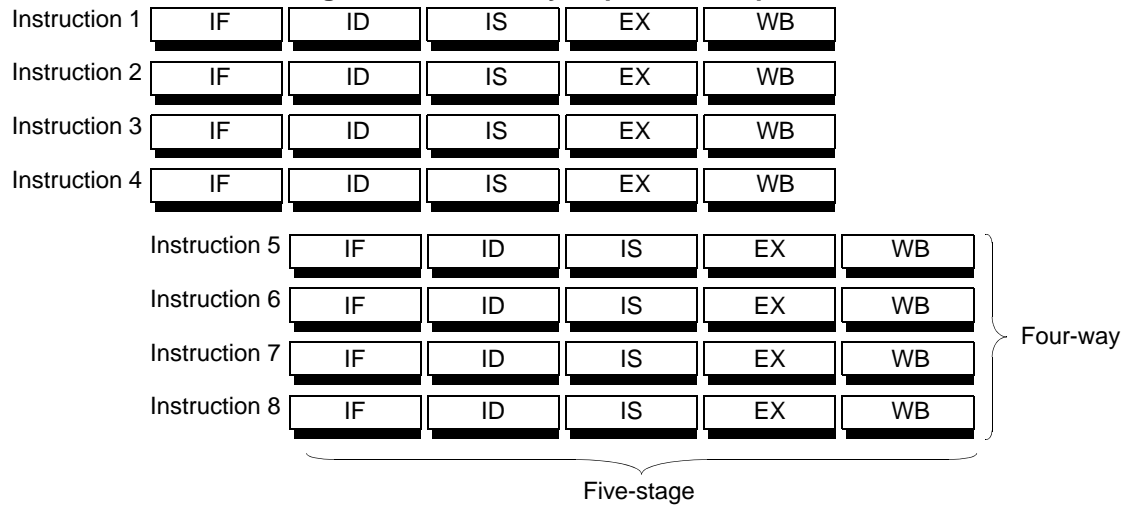 Instruction 1 IF ID IS EX WB
Instruction 2 IF ID IS EX WB
Instruction 3 IF ID IS EX WB
Instruction 4 IF ID IS EX WB
Instruction 5 IF ID IS EX WB
Instruction 6 IF ID IS EX WB
Instruction 7 IF ID IS EX WB
Instruction 8 IF ID IS EX WB
Four-way
Five-stage